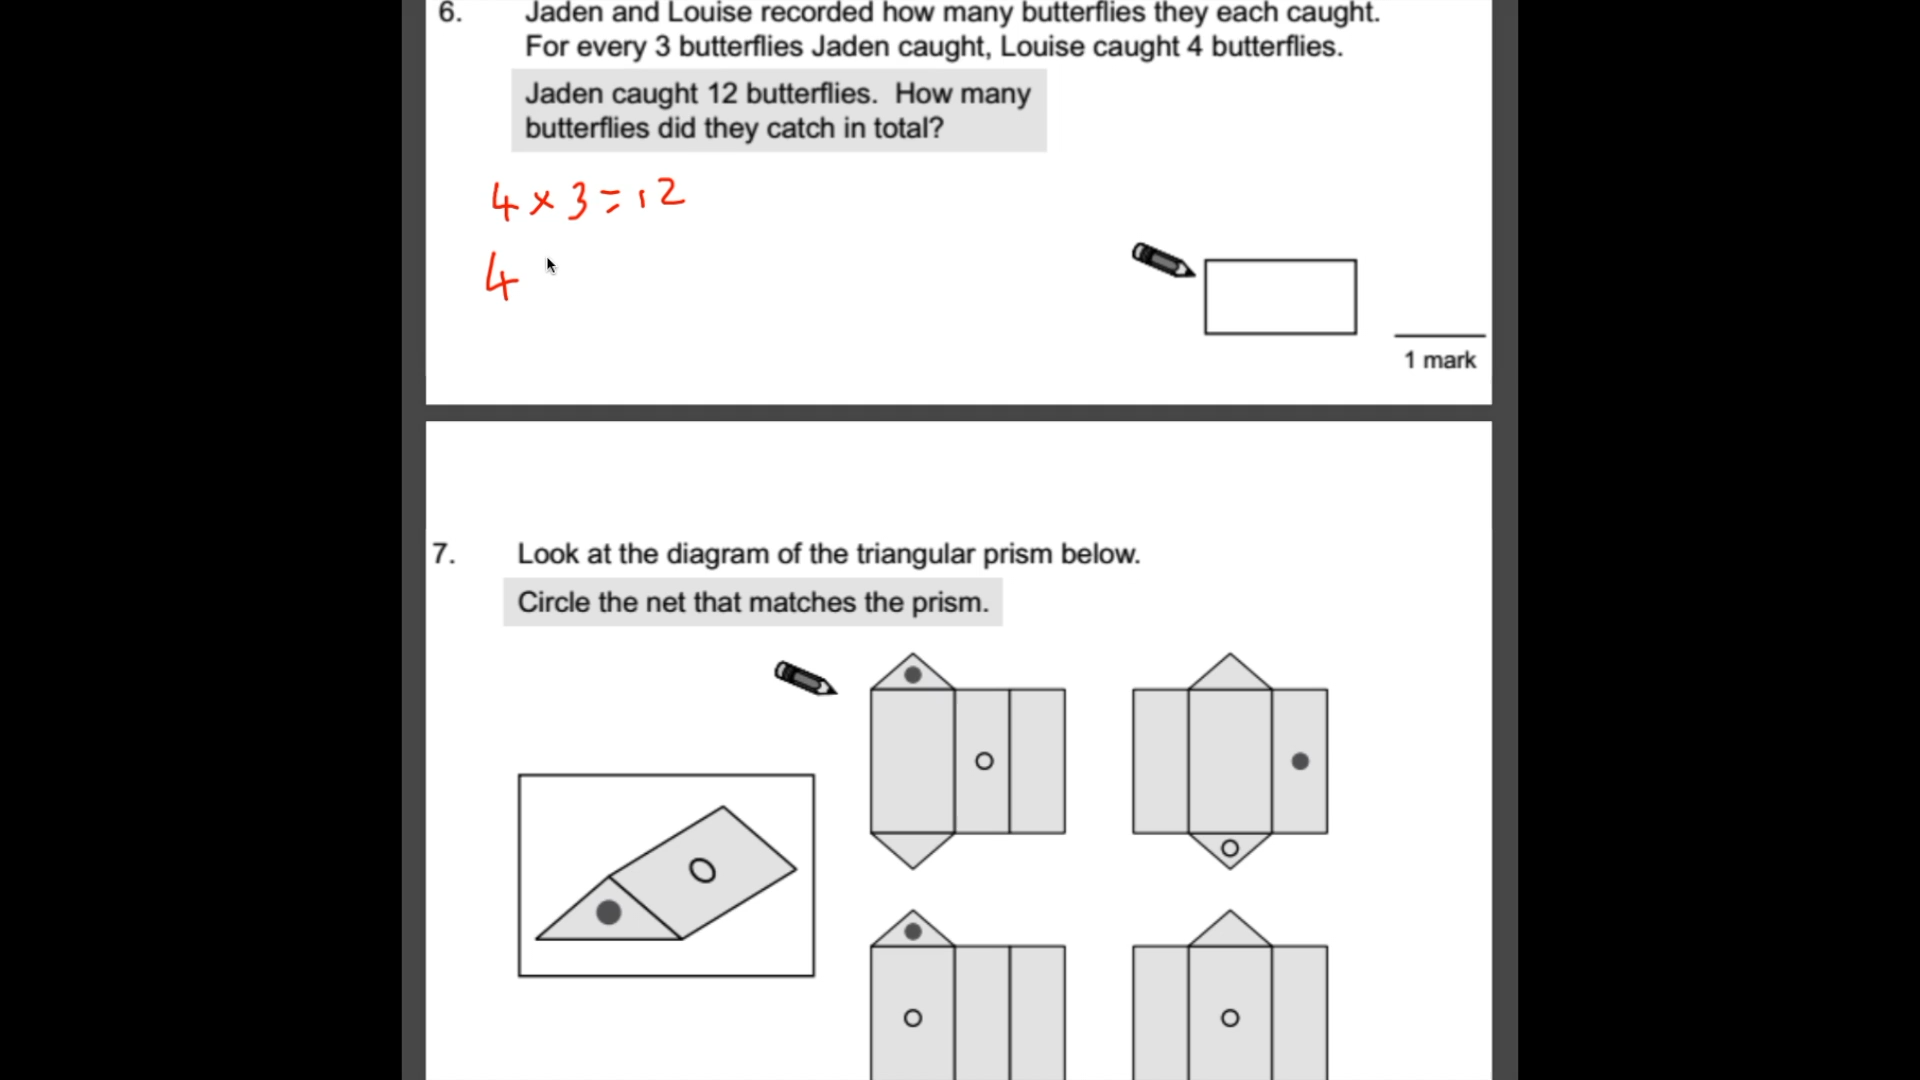 6. Jaden and Louise recorded how many butterflies they each caught.
For every 3 butterflies Jaden caught, Louise caught 4 butterflies.
Jaden caught 12 butterflies. How many
butterflies did they catch in total?
4 × 3 = 12
4
1 mark
7. Look at the diagram of the triangular prism below.
Circle the net that matches the prism.